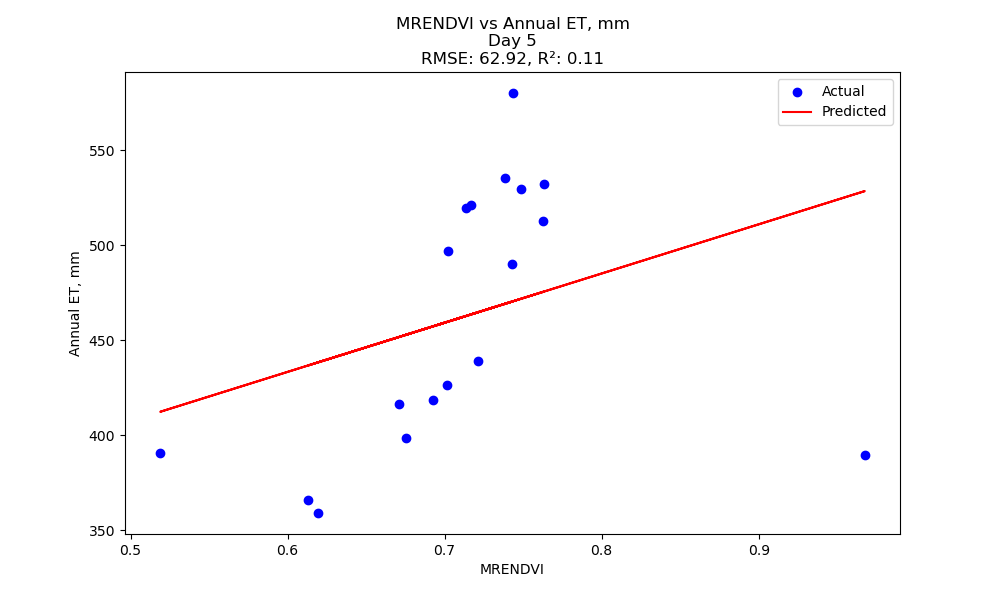 MRENDVI vs Annual ET, mm
Day 5
RMSE: 62.92, R²: 0.11
Actual
Predicted
550
500
450
400
350
Annual ET, mm
0.5 0.6 0.7 0.8 0.9
MRENDVI